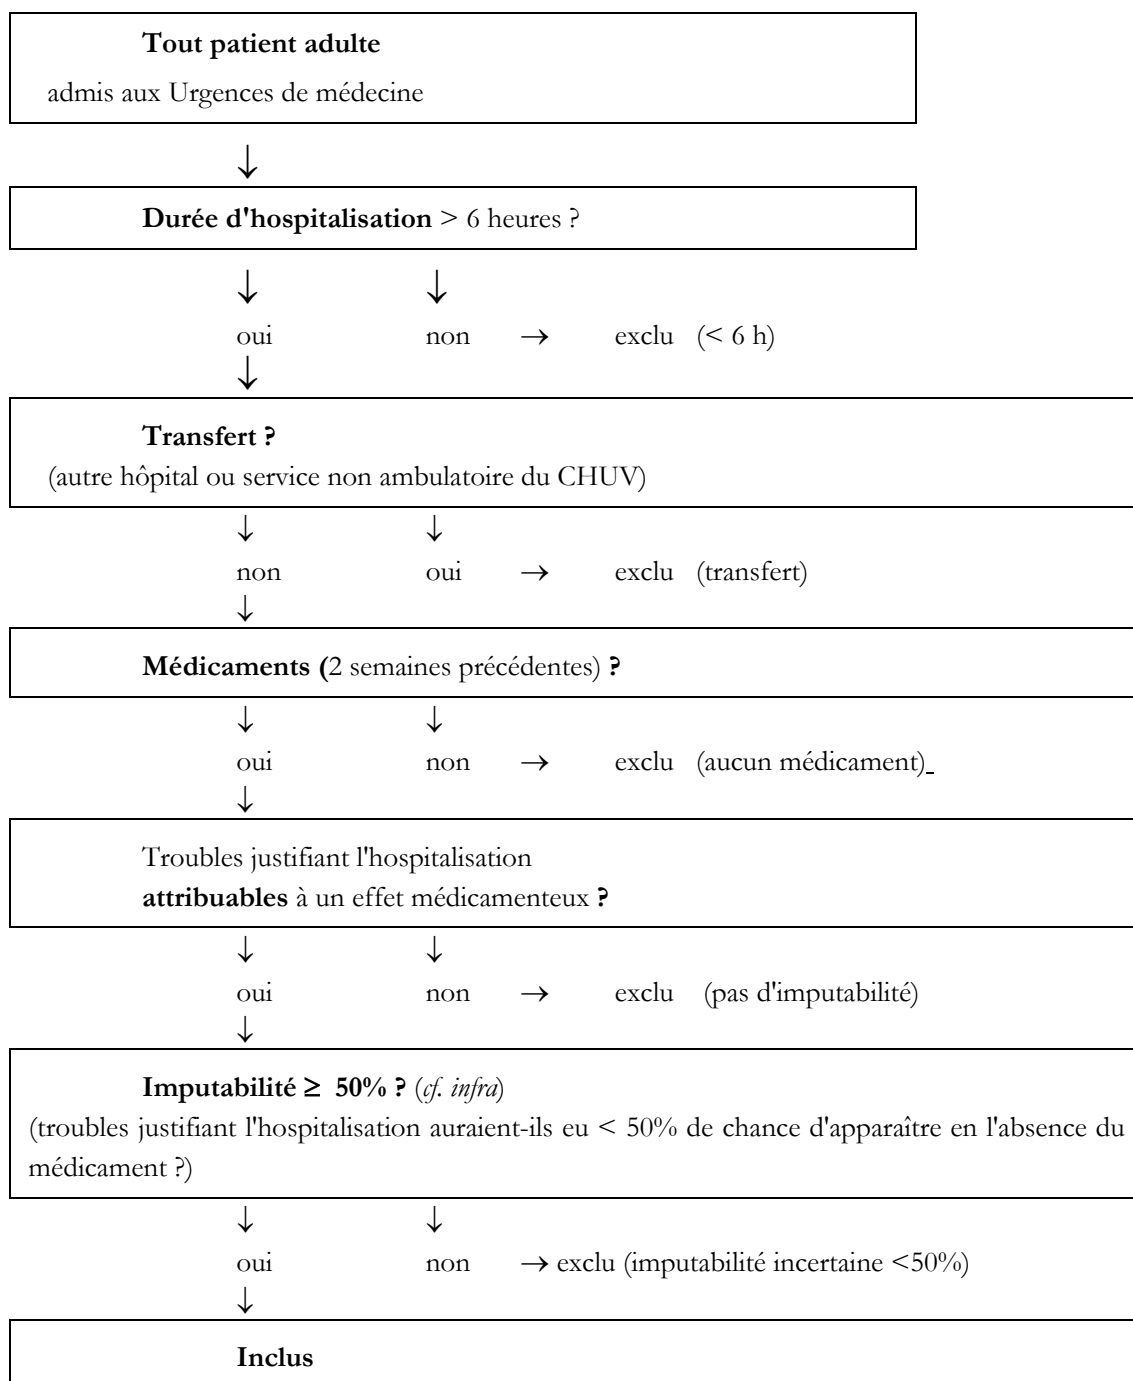 Tout patient adulte
admis aux Urgences de médecine
↓
Durée d'hospitalisation > 6 heures ?
↓ ↓
oui non → exclu (< 6 h)
↓
Transfert ?
(autre hôpital ou service non ambulatoire du CHUV)
↓ ↓
non oui → exclu (transfert)
↓
Médicaments (2 semaines précédentes) ?
↓ ↓
oui non → exclu (aucun médicament)
↓
Troubles justifiant l'hospitalisation
attribuables à un effet médicamenteux ?
↓ ↓
oui non → exclu (pas d'imputabilité)
↓
Imputabilité ≥ 50% ? (cf. infra)
(troubles justifiant l'hospitalisation auraient-ils eu < 50% de chance d'apparaître en l'absence du
médicament ?)
↓ ↓
oui non → exclu (imputabilité incertaine <50%)
↓
Inclus